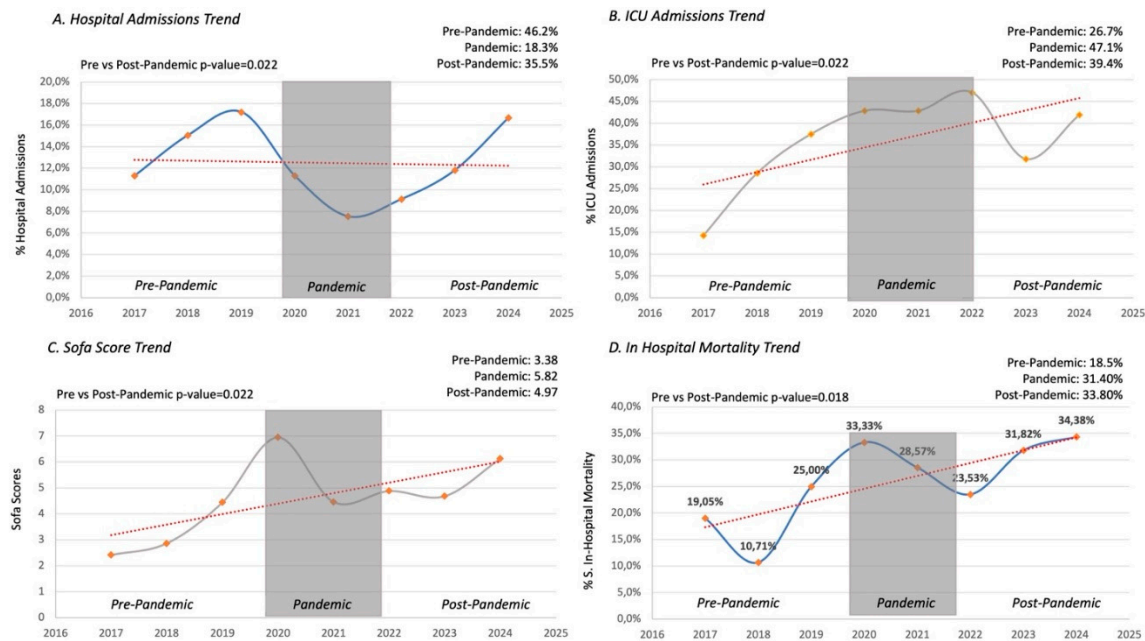 A. Hospital Admissions Trend
Pre-Pandemic: 46.2%
Pandemic: 18.3%
Post-Pandemic: 35.5%
Pre vs Post-Pandemic p-value=0.022
% Hospital Admissions
20,0%
18,0%
16,0%
14,0%
12,0%
10,0%
8,0%
6,0%
4,0%
2,0%
0,0%
Pre-Pandemic Pandemic Post-Pandemic
2016 2017 2018 2019 2020 2021 2022 2023 2024 2025
B. ICU Admissions Trend
Pre-Pandemic: 26.7%
Pandemic: 47.1%
Post-Pandemic: 39.4%
Pre vs Post-Pandemic p-value=0.022
% ICU Admissions
50,0%
45,0%
40,0%
35,0%
30,0%
25,0%
20,0%
15,0%
10,0%
5,0%
0,0%
Pre-Pandemic Pandemic Post-Pandemic
2016 2017 2018 2019 2020 2021 2022 2023 2024 2025
C. Sofa Score Trend
Pre-Pandemic: 3.38
Pandemic: 5.82
Post-Pandemic: 4.97
Pre vs Post-Pandemic p-value=0.022
Sofa Scores
8
7
6
5
4
3
2
1
0
Pre-Pandemic Pandemic Post-Pandemic
2016 2017 2018 2019 2020 2021 2022 2023 2024 2025
D. In Hospital Mortality Trend
Pre-Pandemic: 18.5%
Pandemic: 31.40%
Post-Pandemic: 33.80%
Pre vs Post-Pandemic p-value=0.018
% S. In-Hospital Mortality
40,0%
35,0%
30,0%
25,0%
20,0%
15,0%
10,0%
5,0%
0,0%
19,05%
10,71%
25,00%
33,33%
28,57%
23,53%
31,82%
34,38%
Pre-Pandemic Pandemic Post-Pandemic
2016 2017 2018 2019 2020 2021 2022 2023 2024 2025